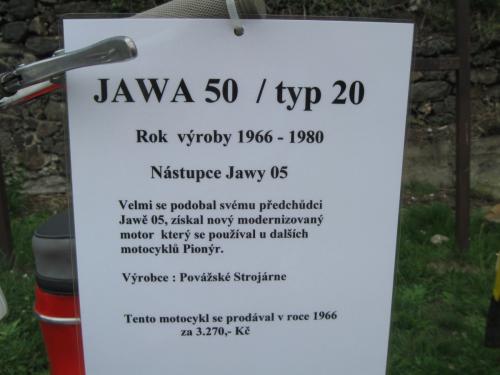 JAWA 50 / typ 20
Rok výroby 1966 - 1980
Nástupce Jawy 05
Velmi se podobal svému předchůdci
Jawě 05, získal nový modernizovaný
motor který se používal u dalších
motocyklů Pionýr.
Výrobce : Povážské Strojárne
Tento motocykl se prodával v roce 1966
za 3.270,- Kč